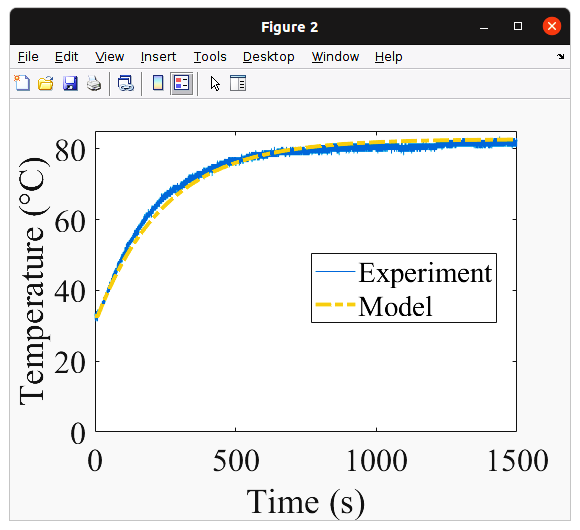 Figure 2
File Edit View Insert Tools Desktop Window Help
80
60
40
20
0
Temperature (°C)
Experiment
Model
0 500 1000 1500
Time (s)